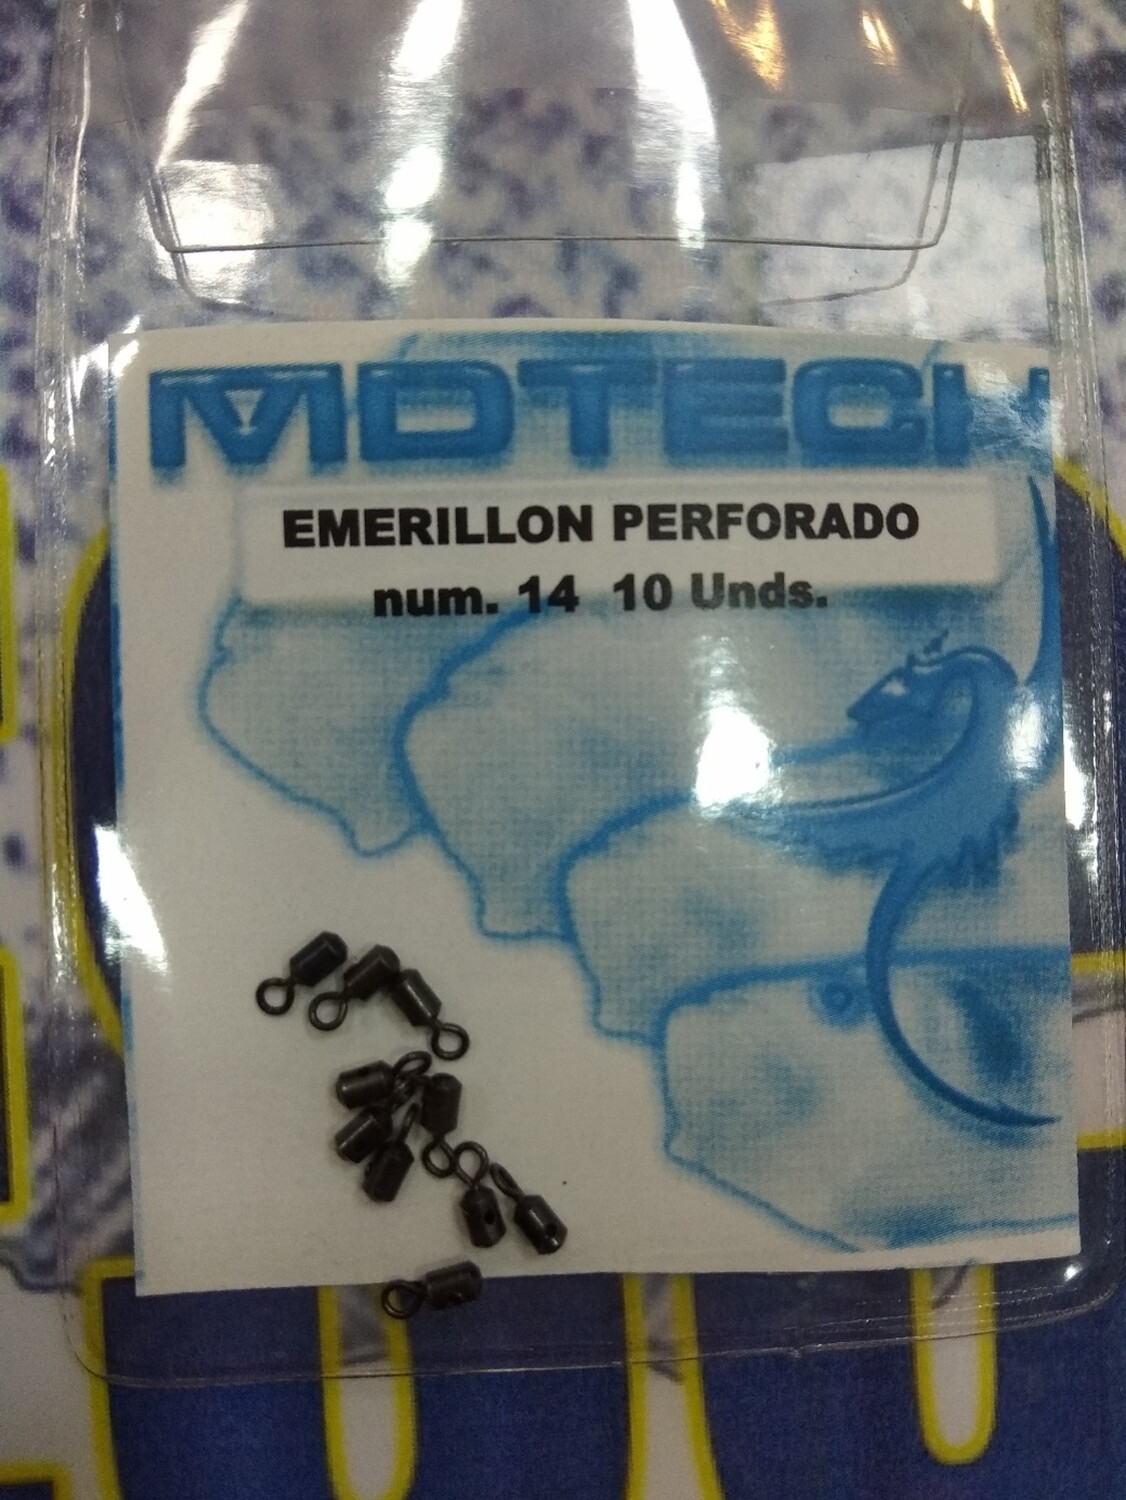 MDTECH
EMERILLON PERFORADO
num. 14 10 Unds.